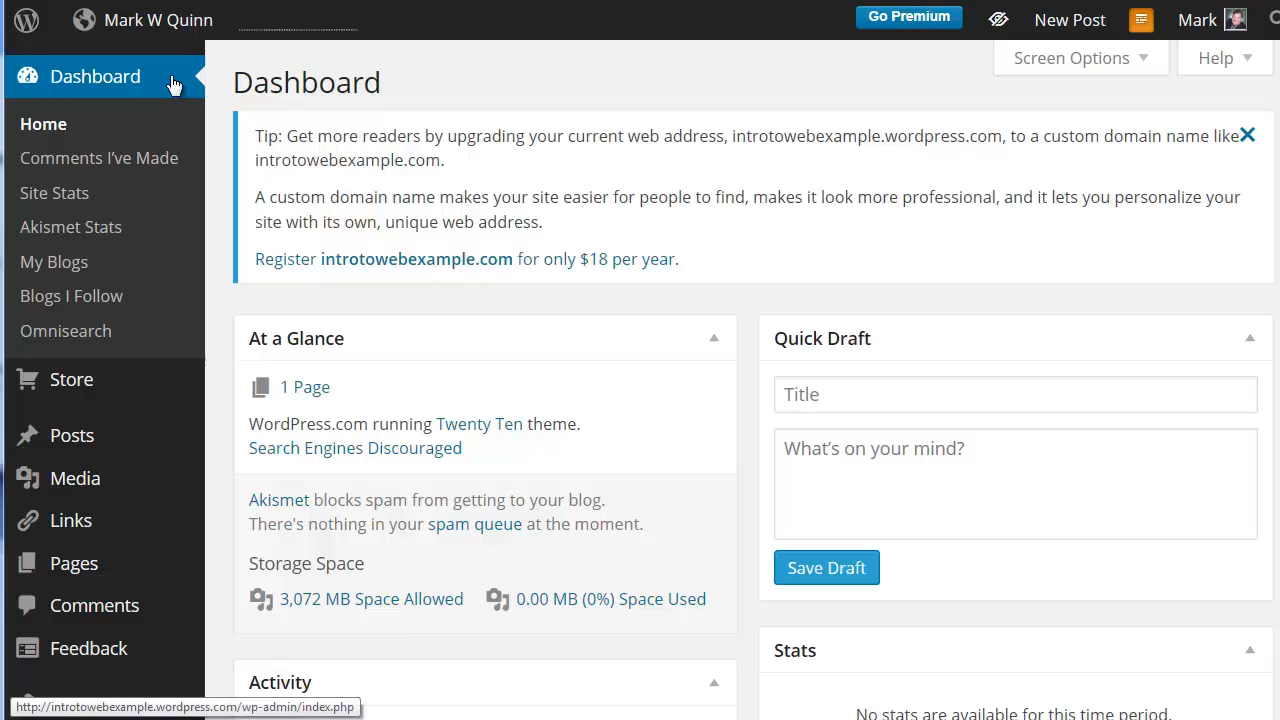 Mark W Quinn
Go Premium
New Post
Mark
Dashboard
Home
Comments I've Made
Site Stats
Akismet Stats
My Blogs
Blogs I Follow
Omnisearch
Store
Posts
Media
Links
Pages
Comments
Feedback
http://introtowebexample.wordpress.com/wp-admin/index.php
Screen Options
Help
Dashboard
Tip: Get more readers by upgrading your current web address, introtowebexample.wordpress.com, to a custom domain name like
introtowebexample.com.
A custom domain name makes your site easier for people to find, makes it look more professional, and it lets you personalize your
site with its own, unique web address.
Register introtowebexample.com for only $18 per year.
At a Glance
1 Page
WordPress.com running Twenty Ten theme.
Search Engines Discouraged
Akismet blocks spam from getting to your blog.
There's nothing in your spam queue at the moment.
Storage Space
3,072 MB Space Allowed
0.00 MB (0%) Space Used
Activity
Quick Draft
Title
What's on your mind?
Save Draft
Stats
No stats are available for this time period.